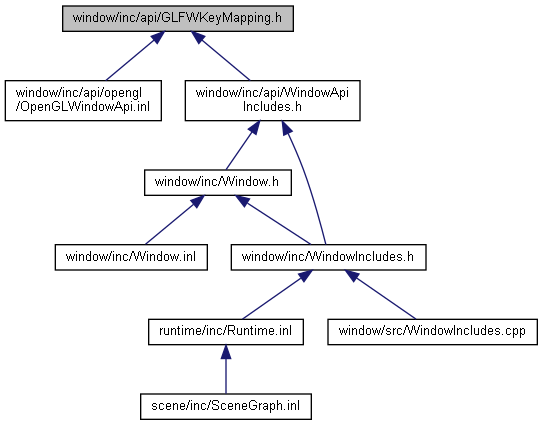 window/inc/api/GLFWKeyMapping.h
window/inc/api/opengl
/OpenGLWindowApi.inl
window/inc/api/WindowApi
Includes.h
window/inc/Window.h
window/inc/Window.inl
window/inc/WindowIncludes.h
runtime/inc/Runtime.inl
window/src/WindowIncludes.cpp
scene/inc/SceneGraph.inl